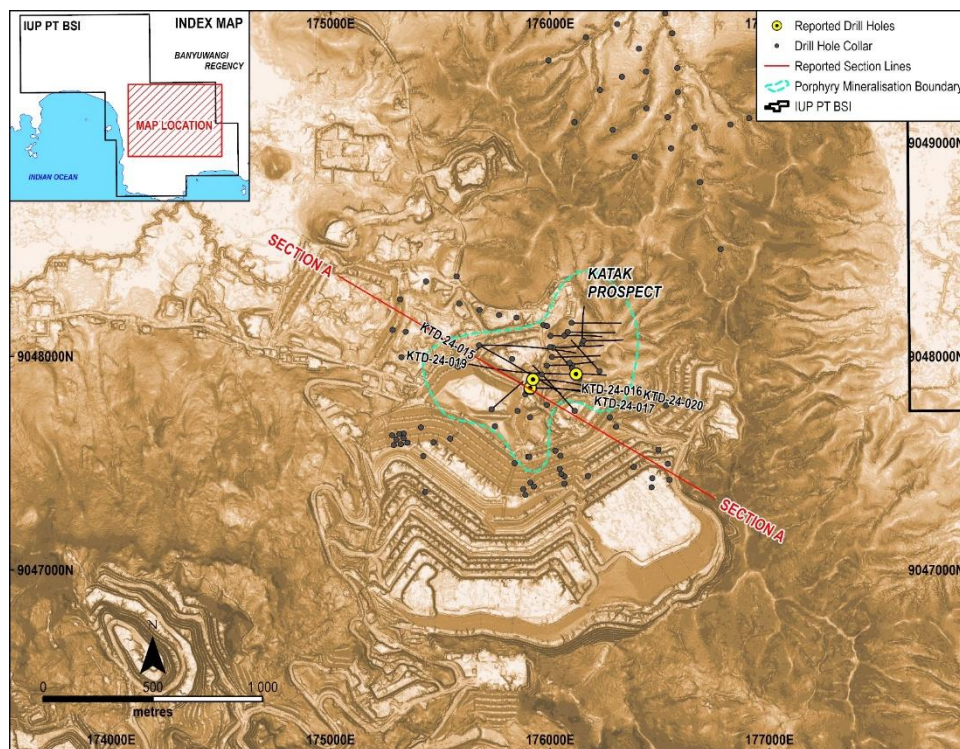 INDEX MAP
IUP PT BSI
BANYUWANGI
REGENCY
MAP LOCATION
INDIAN OCEAN
175000E
176000E
177000E
Reported Drill Holes
Drill Hole Collar
Reported Section Lines
Porphyry Mineralisation Boundary
IUP PT BSI
9049000N
SECTION A
KATAK
PROSPECT
9048000N
9048000N
KTD-24-015
KTD-24-019
KTD-24-016
KTD-24-020
KTD-24-017
SECTION A
9047000N
9047000N
N
0
500
1 000
metres
174000E
175000E
176000E
177000E